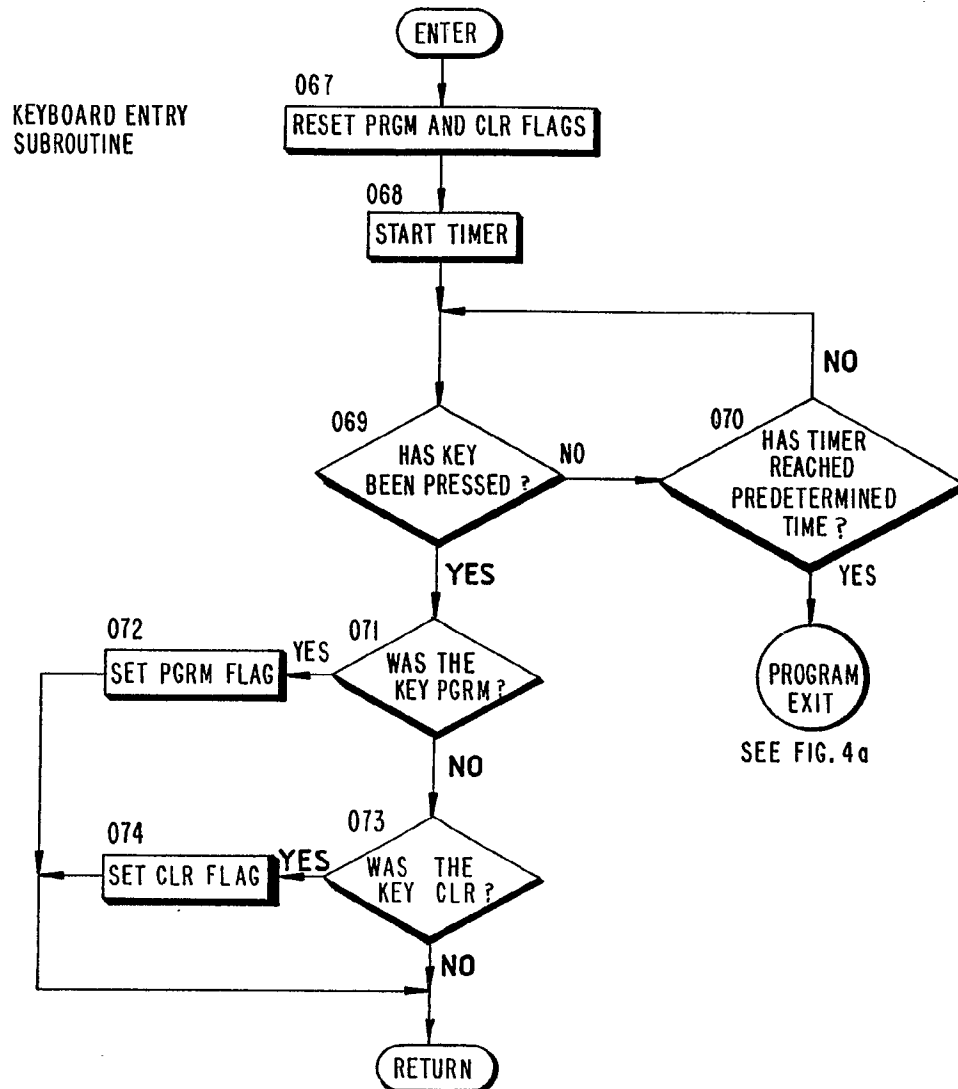 ENTER
067
KEYBOARD ENTRY
SUBROUTINE
RESET PRGM AND CLR FLAGS
068
START TIMER
NO
069
070
HAS KEY
BEEN PRESSED ?
NO
HAS TIMER
REACHED
PREDETERMINED
TIME ?
YES
YES
072
071
SET PGRM FLAG
YES
WAS THE
KEY PGRM ?
PROGRAM
EXIT
SEE FIG. 4a
NO
074
073
SET CLR FLAG
YES
WAS THE
KEY CLR ?
NO
RETURN